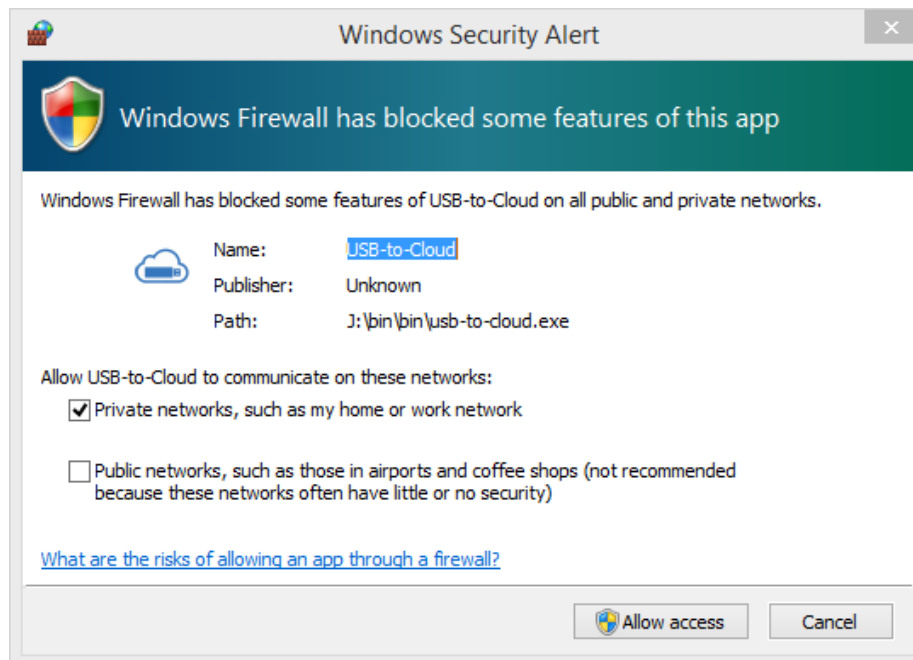 Windows Security Alert
Windows Firewall has blocked some features of this app
Windows Firewall has blocked some features of USB-to-Cloud on all public and private networks.
Name: USB-to-Cloud
Publisher: Unknown
Path: J:\bin\bin\usb-to-cloud.exe
Allow USB-to-Cloud to communicate on these networks:
Private networks, such as my home or work network
Public networks, such as those in airports and coffee shops (not recommended
because these networks often have little or no security)
What are the risks of allowing an app through a firewall?
Allow access Cancel